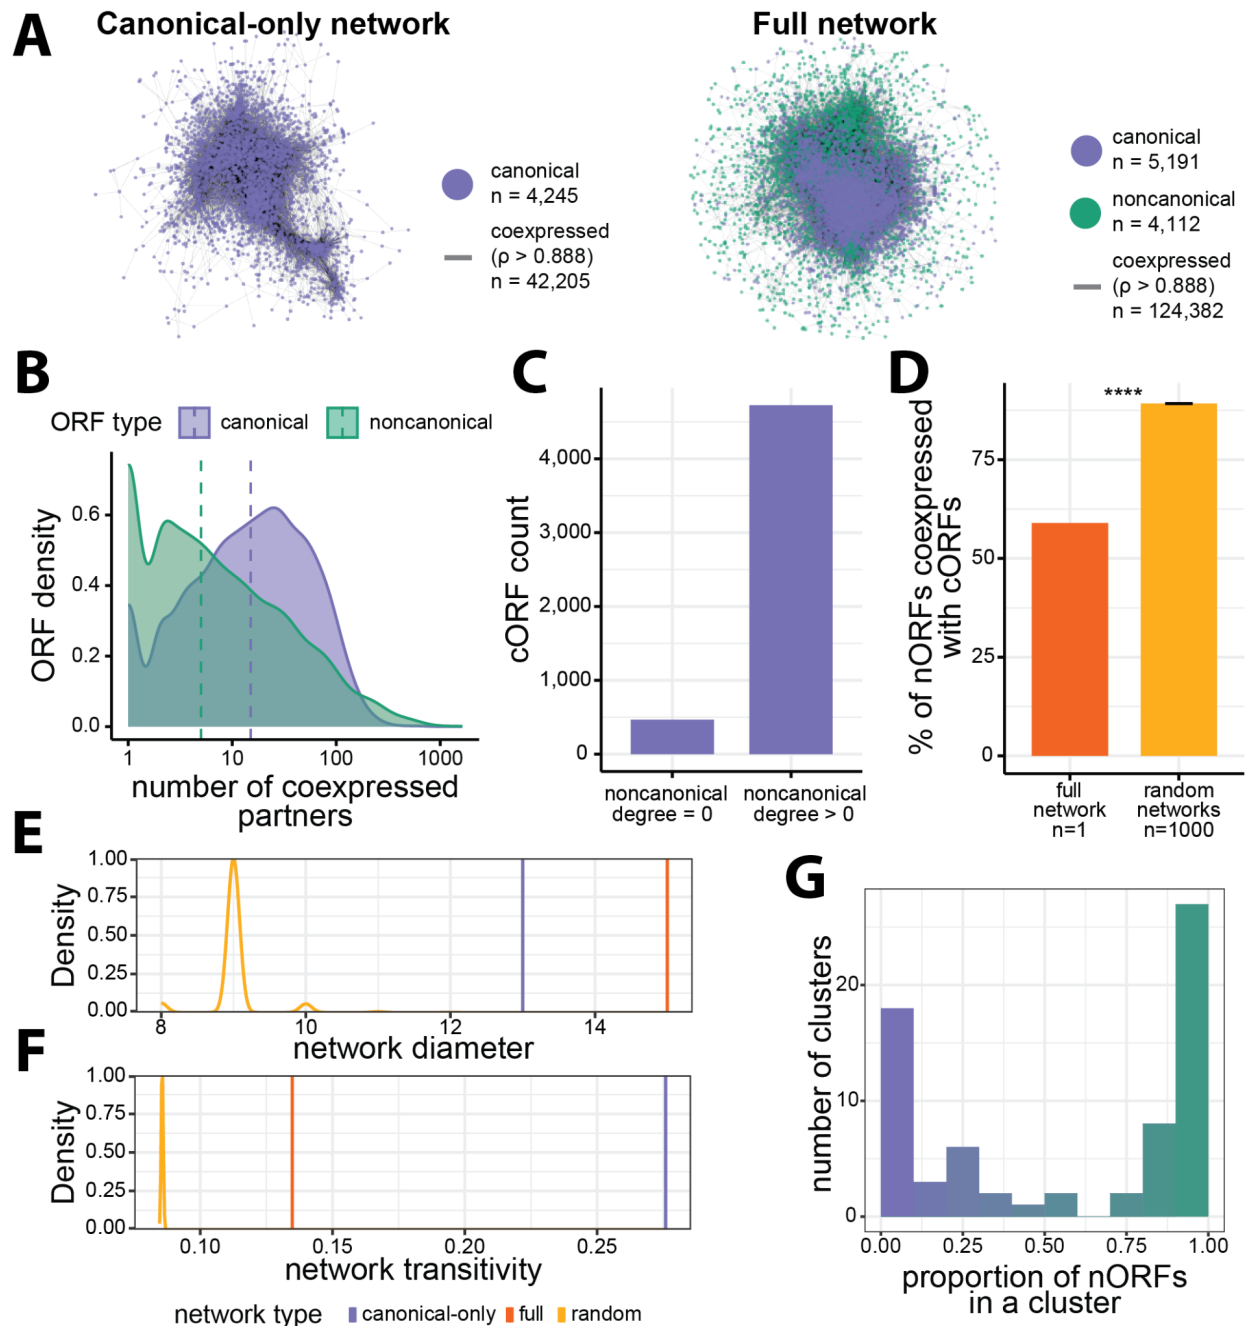 A
Canonical-only network
Full network
canonical
n = 4,245
coexpressed
(ρ > 0.888)
n = 42,205
canonical
n = 5,191
noncanonical
n = 4,112
coexpressed
(ρ > 0.888)
n = 124,382
B
ORF type
canonical
noncanonical
ORF density
0.6
0.4
0.2
0.0
1
10
100
1000
number of coexpressed
partners
C
cORF count
4,000
3,000
2,000
1,000
0
noncanonical
degree = 0
noncanonical
degree > 0
D
% of nORFs coexpressed
with cORFs
75
50
25
0
****
full
network
n=1
random
networks
n=1000
E
Density
1.00
0.75
0.50
0.25
0.00
8
10
12
14
network diameter
F
Density
1.00
0.75
0.50
0.25
0.00
0.10
0.15
0.20
0.25
network transitivity
network type
canonical-only
full
random
G
number of clusters
20
10
0
0.00
0.25
0.50
0.75
1.00
proportion of nORFs
in a cluster